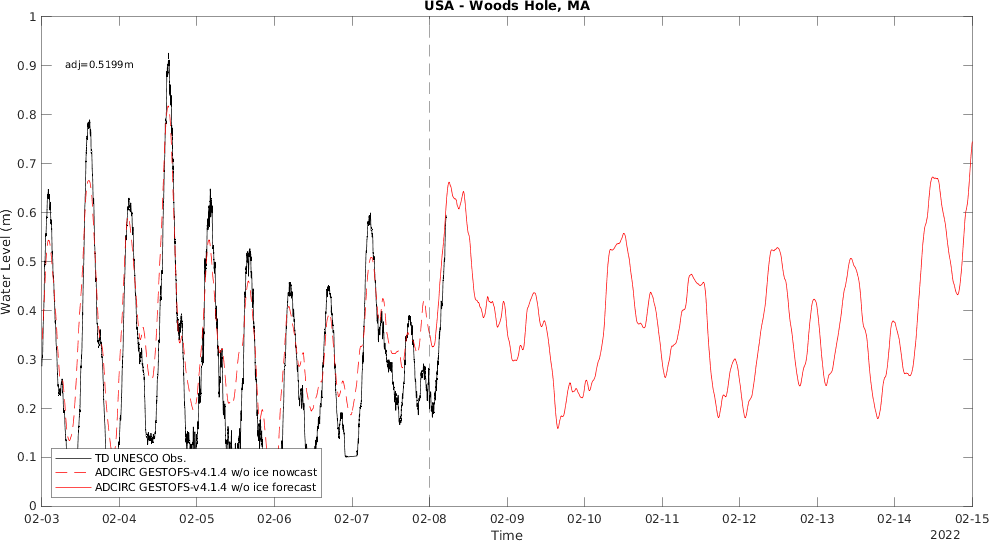 USA - Woods Hole, MA
adj=0.5199m
Water Level (m)
1
0.9
0.8
0.7
0.6
0.5
0.4
0.3
0.2
0.1
0
TD UNESCO Obs.
ADCIRC GESTOFS-v4.1.4 w/o ice nowcast
ADCIRC GESTOFS-v4.1.4 w/o ice forecast
02-03 02-04 02-05 02-06 02-07 02-08 02-09 02-10 02-11 02-12 02-13 02-14 02-15
Time
2022